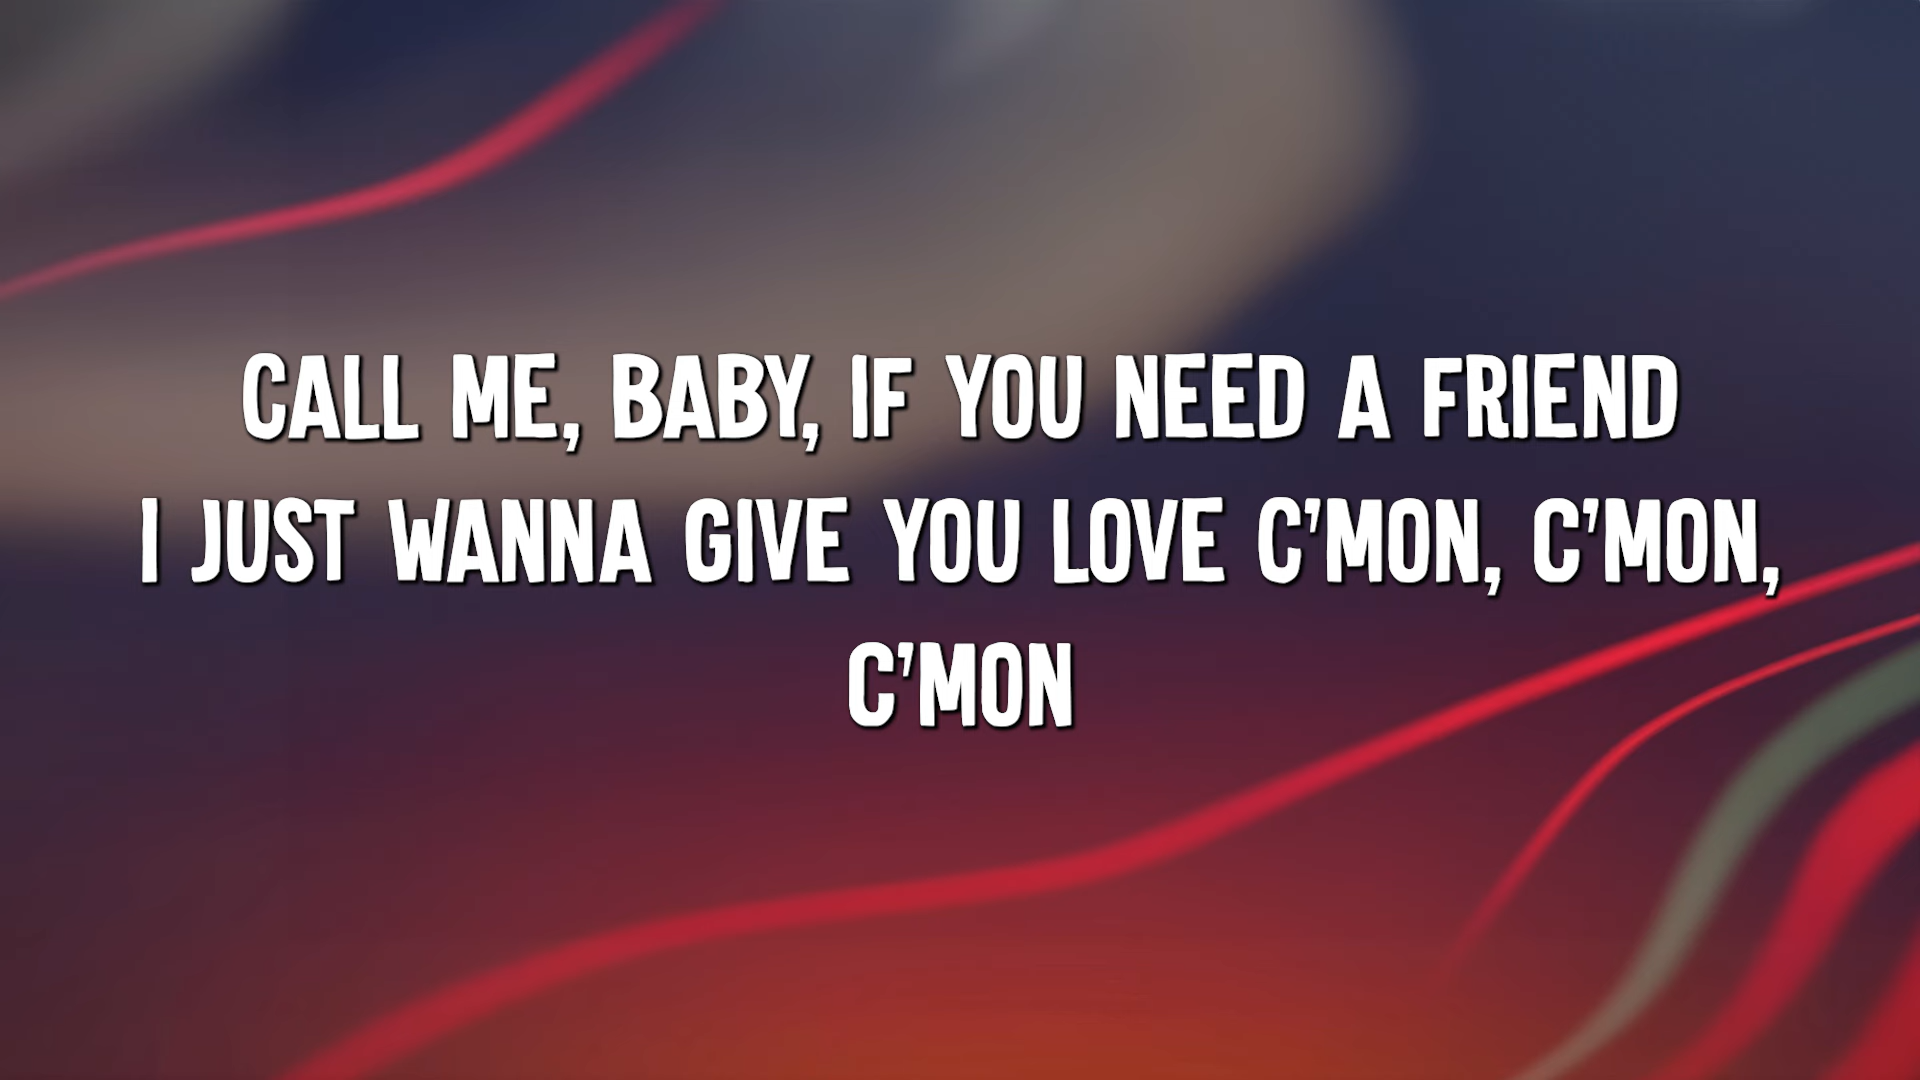 CALL ME, BABY, IF YOU NEED A FRIEND
I JUST WANNA GIVE YOU LOVE C'MON, C'MON,
C'MON